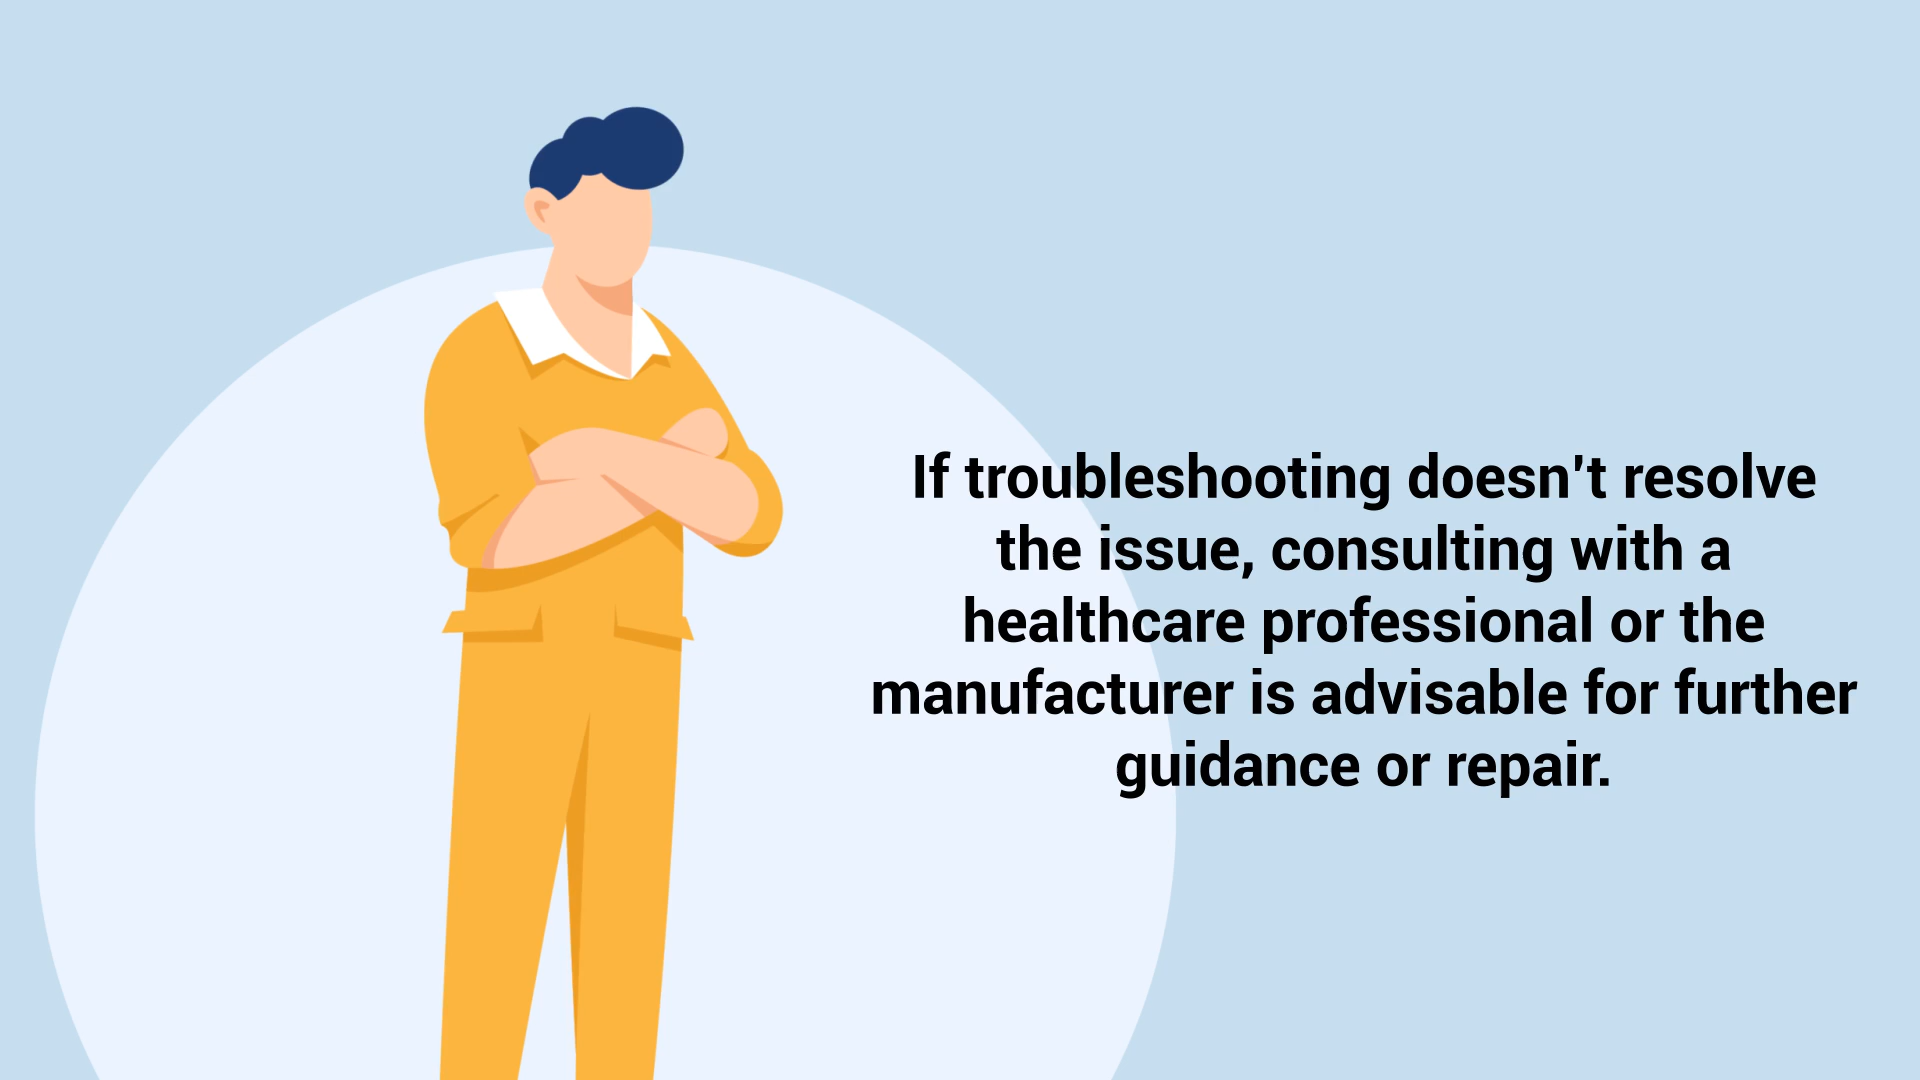 If troubleshooting doesn't resolve
the issue, consulting with a
healthcare professional or the
manufacturer is advisable for further
guidance or repair.